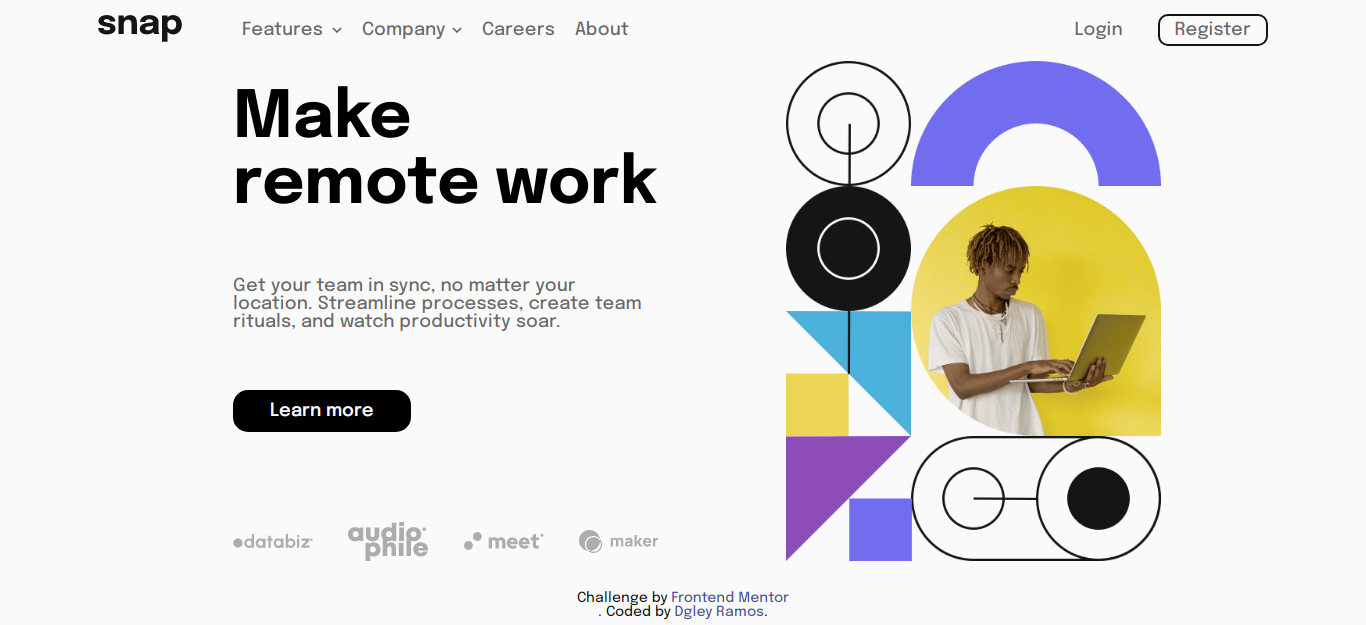 snap
Features
Company
Careers
About
Login
Register
Make
remote work
Get your team in sync, no matter your
location. Streamline processes, create team
rituals, and watch productivity soar.
Learn more
databiz
audiophile
meet
maker
Challenge by Frontend Mentor
. Coded by Dgley Ramos.